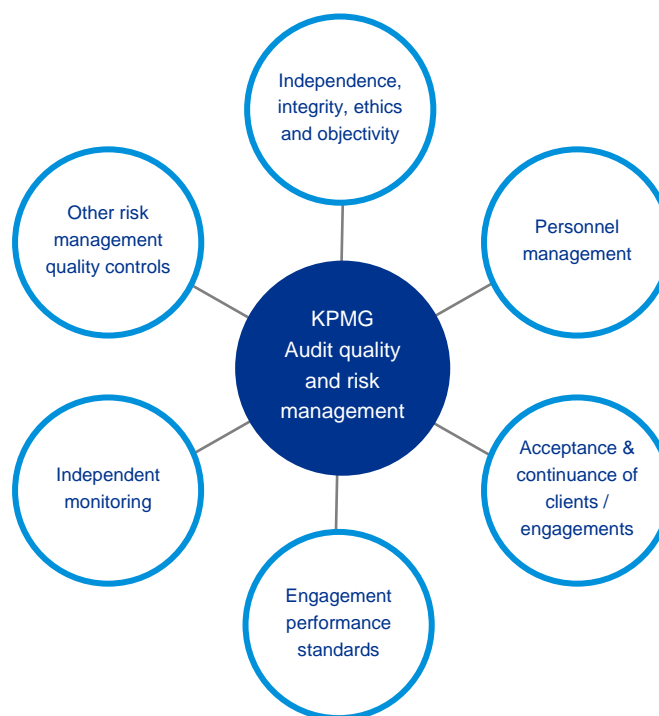 Independence,
integrity, ethics
and objectivity
Other risk
management
quality controls
Personnel
management
KPMG
Audit quality
and risk
management
Independent
monitoring
Acceptance &
continuance of
clients /
engagements
Engagement
performance
standards